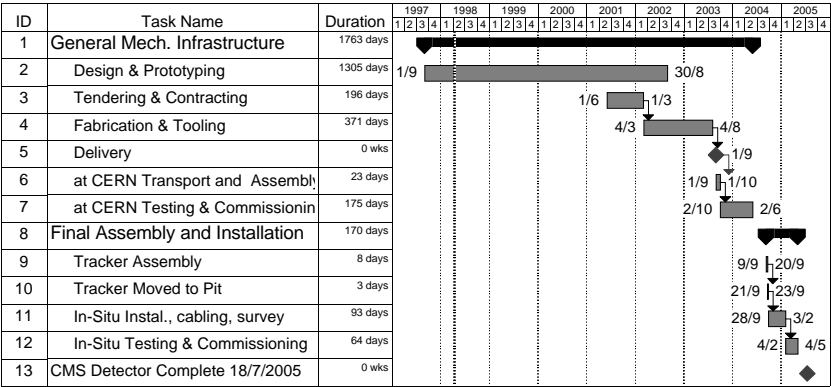 1997 1998 1999 2000 2001 2002 2003 2004 2005
ID Task Name Duration 1 2 3 4 1 2 3 4 1 2 3 4 1 2 3 4 1 2 3 4 1 2 3 4 1 2 3 4 1 2 3 4 1 2 3 4
1 General Mech. Infrastructure 1763 days
2 Design & Prototyping 1305 days 1/9 30/8
3 Tendering & Contracting 196 days 1/6 1/3
4 Fabrication & Tooling 371 days 4/3 4/8
5 Delivery 0 wks 1/9
6 at CERN Transport and Assembly 23 days 1/9 1/10
7 at CERN Testing & Commissionin 175 days 2/10 2/6
8 Final Assembly and Installation 170 days
9 Tracker Assembly 8 days 9/9 20/9
10 Tracker Moved to Pit 3 days 21/9 23/9
11 In-Situ Instal., cabling, survey 93 days 28/9 3/2
12 In-Situ Testing & Commissioning 64 days 4/2 4/5
13 CMS Detector Complete 18/7/2005 0 wks